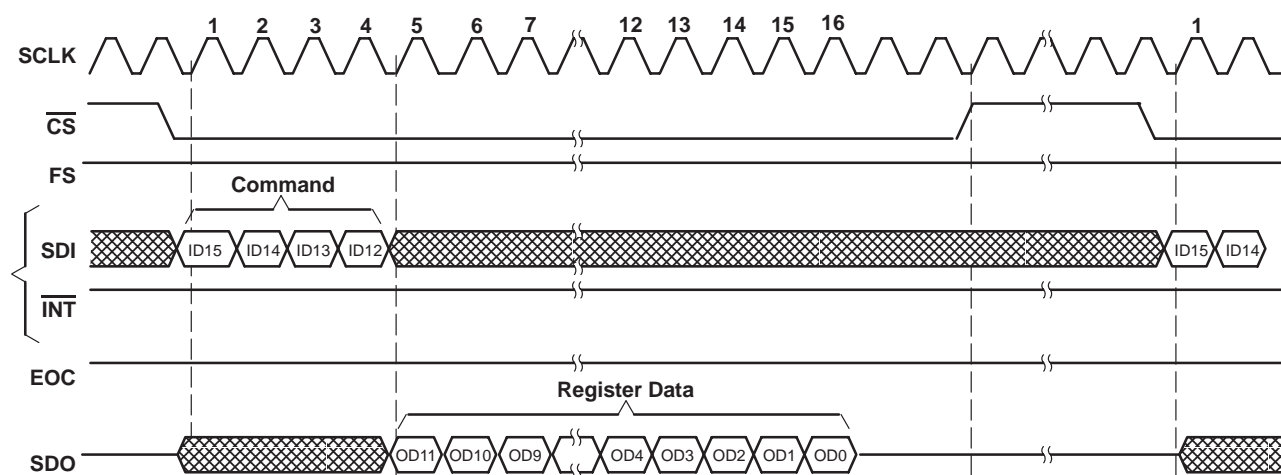 1 2 3 4 5 6 7 12 13 14 15 16 1
SCLK
CS
FS
Command
SDI ID15 ID14 ID13 ID12 ID15 ID14
INT
EOC
Register Data
SDO OD11 OD10 OD9 OD4 OD3 OD2 OD1 OD0